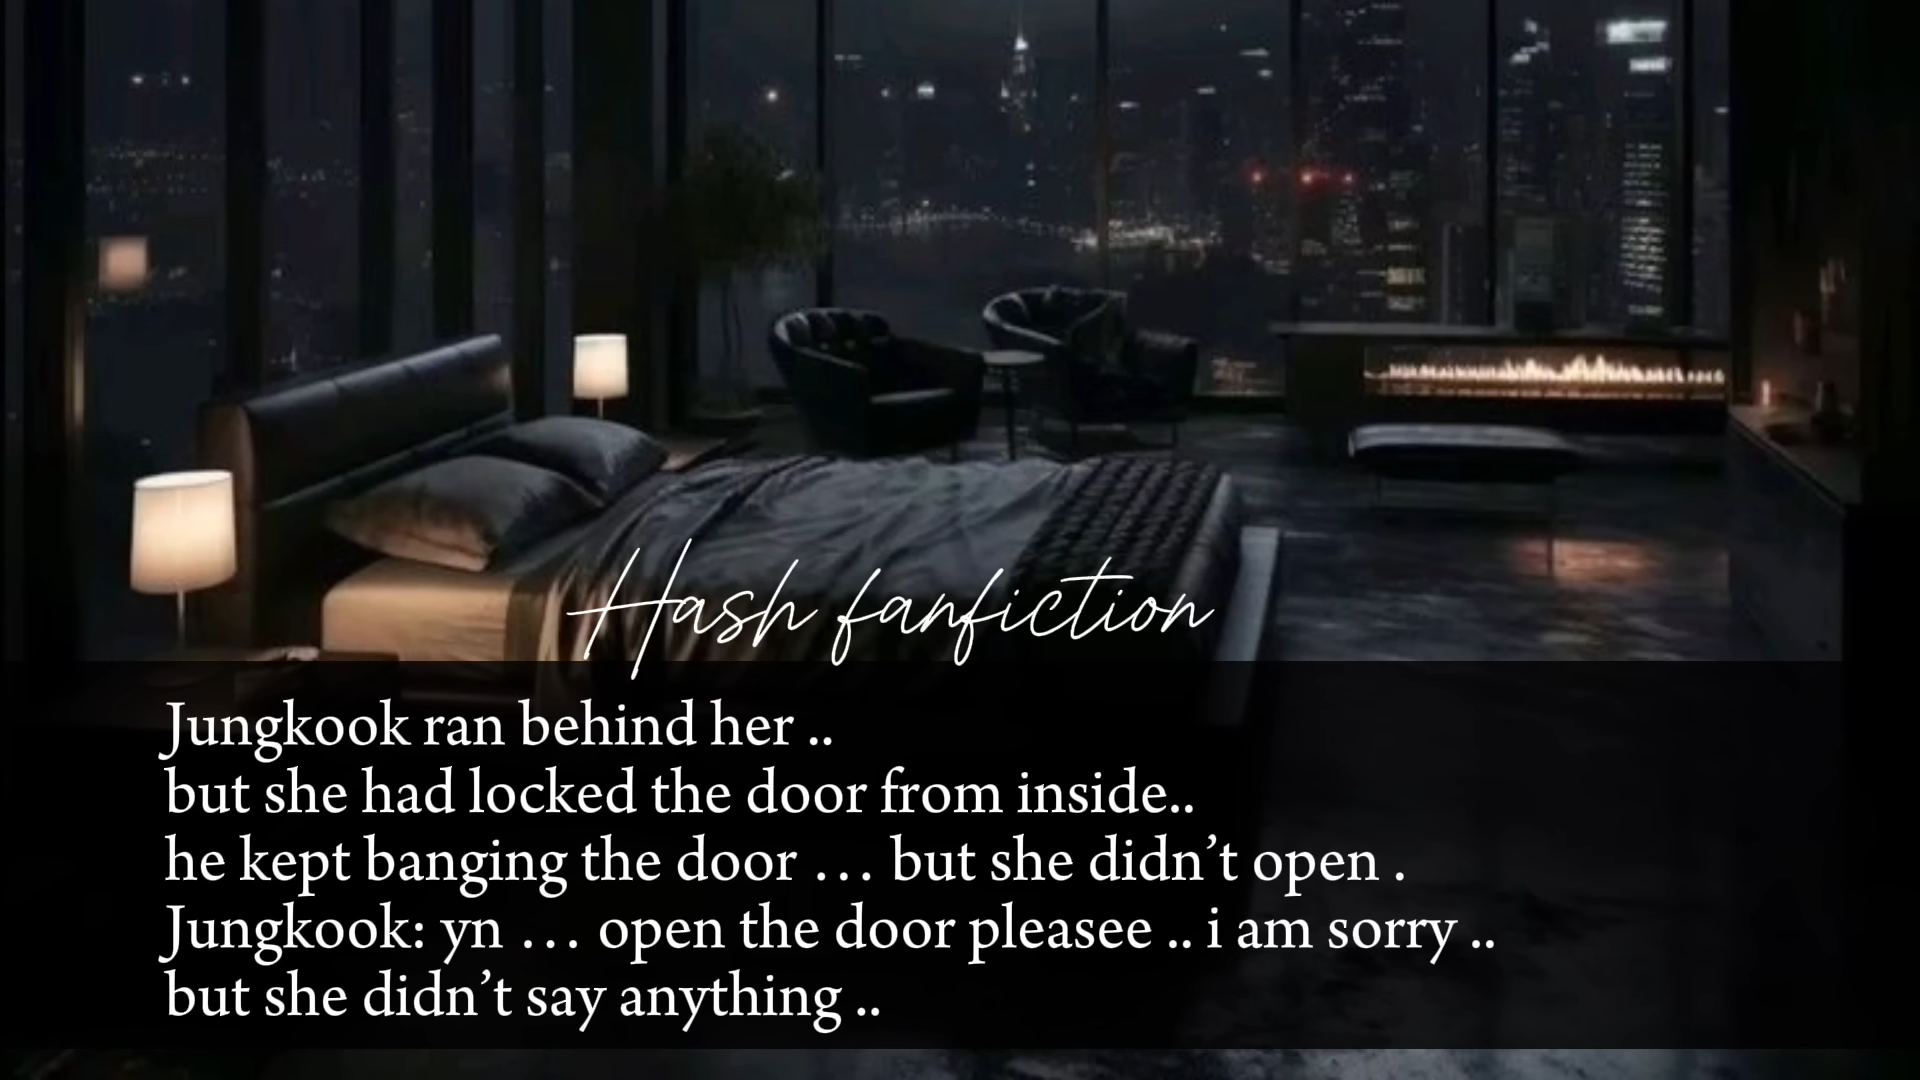 Hash fanfiction
Jungkook ran behind her ..
but she had locked the door from inside..
he kept banging the door ... but she didn’t open .
Jungkook: yn ... open the door pleasee .. i am sorry ..
but she didn’t say anything ..